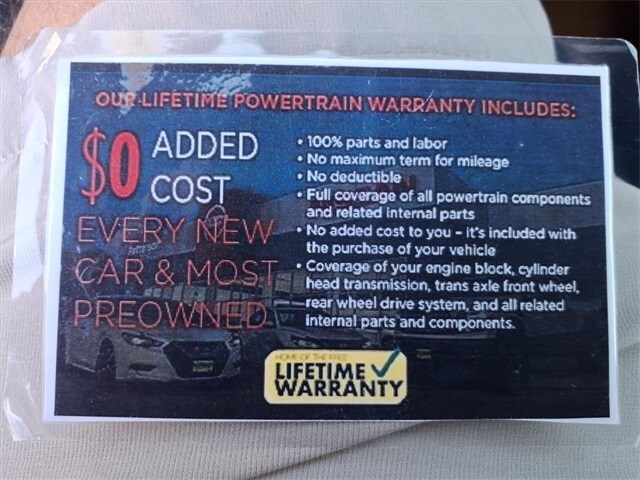 OUR LIFETIME POWERTRAIN WARRANTY INCLUDES:
$0 ADDED COST
EVERY NEW
CAR & MOST
PREOWNED
• 100% parts and labor
• No maximum term for mileage
• No deductible
• Full coverage of all powertrain components
and related internal parts
• No added cost to you – it's included with
the purchase of your vehicle
• Coverage of your engine block, cylinder
head transmission, trans axle front wheel,
rear wheel drive system, and all related
internal parts and components.
HOME OF THE FREE
LIFETIME
WARRANTY